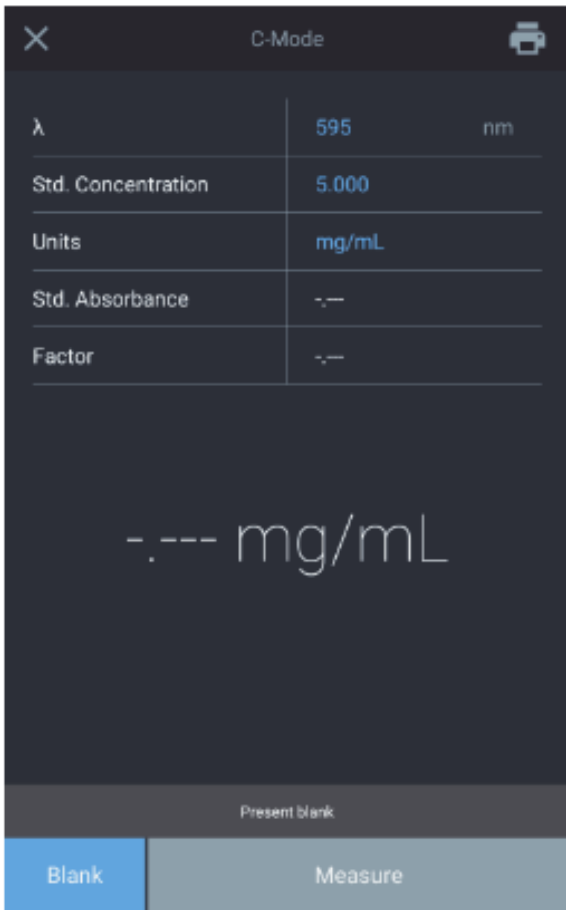 C-Mode
λ 595 nm
Std. Concentration 5.000
Units mg/mL
Std. Absorbance -.---
Factor -.---
-.--- mg/mL
Present blank
Blank Measure